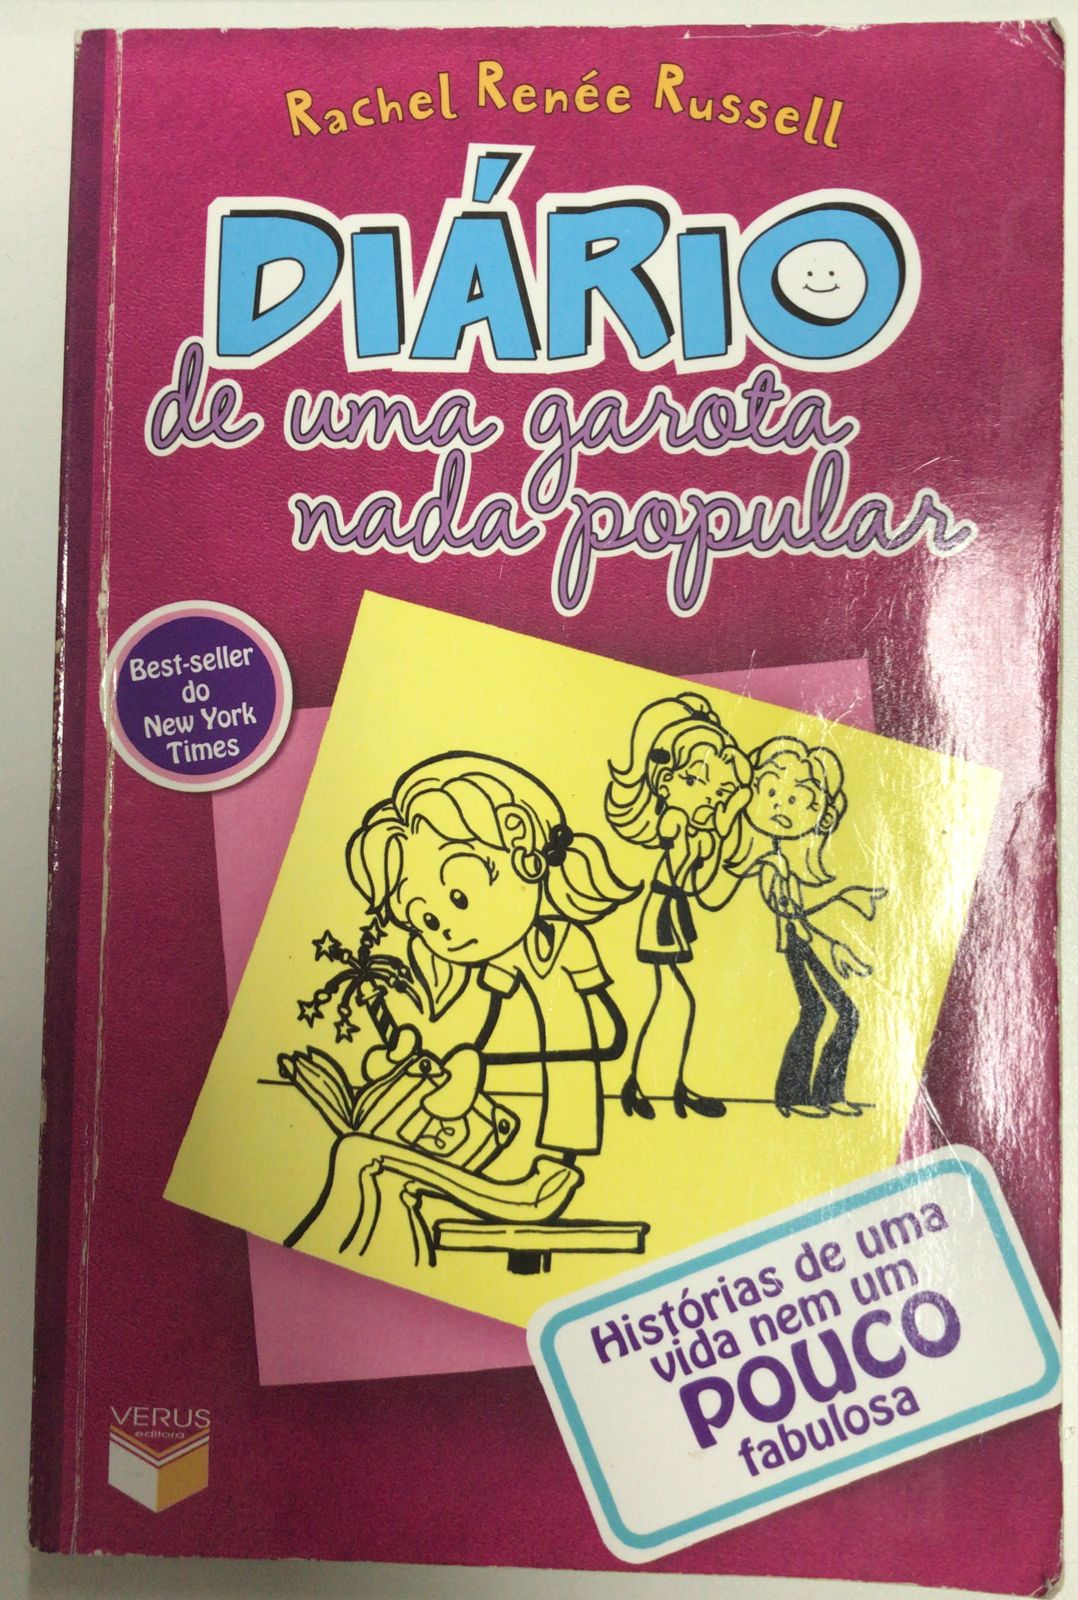 Rachel Renée Russell
DIÁRIO
de uma garota
nada popular
Best-seller
do
New York
Times
Histórias de uma
vida nem um
POUCO
fabulosa
VERUS
editora